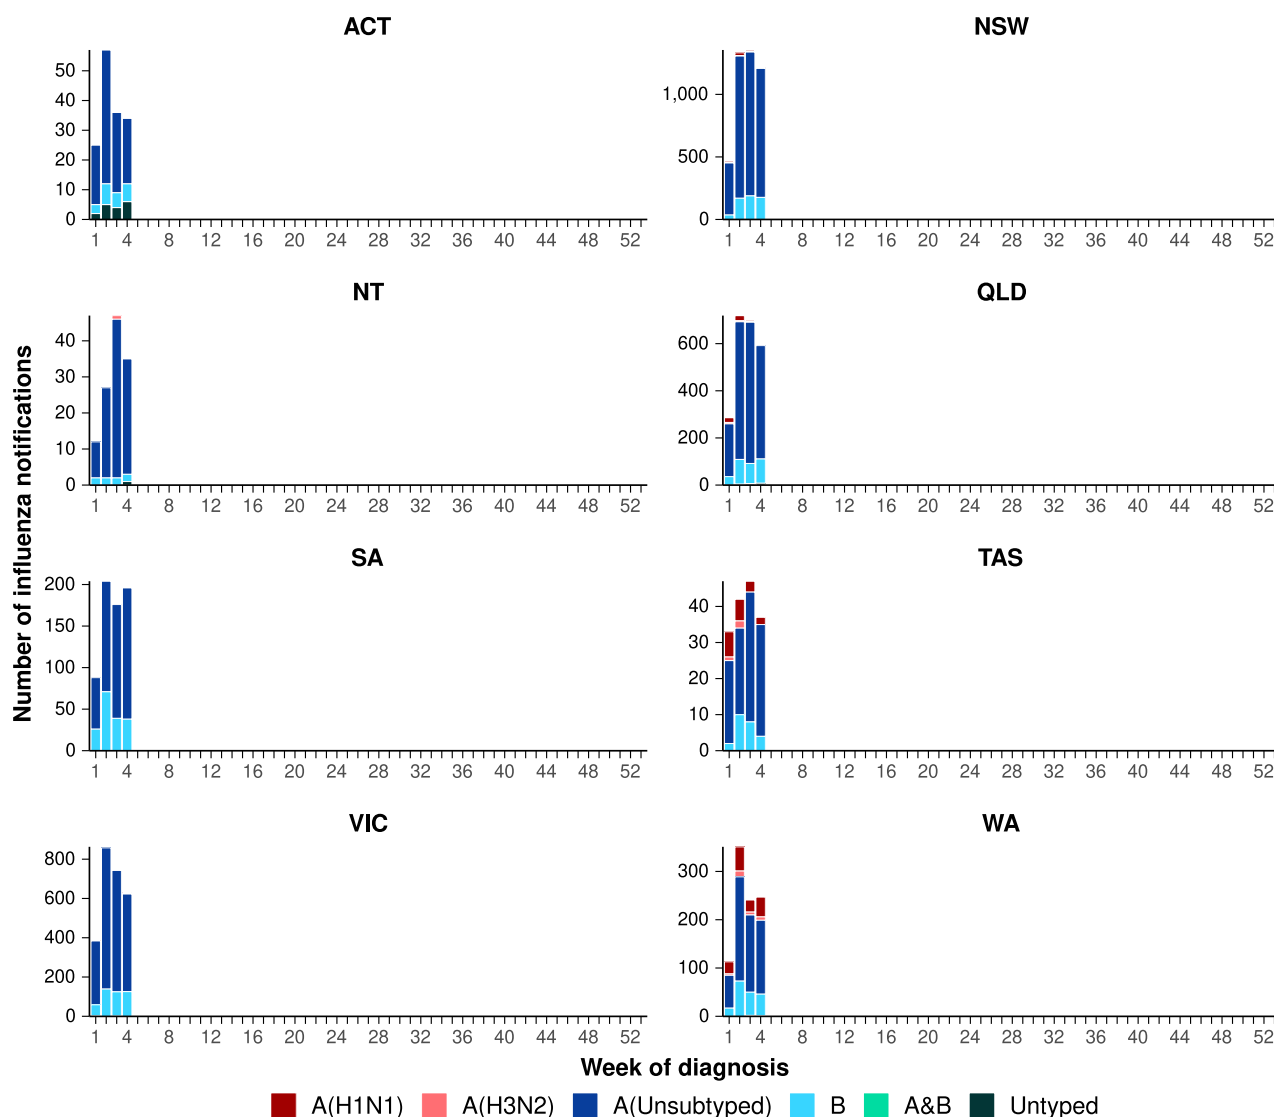 ACT
NSW
50
40
30
20
10
0
1 4 8 12 16 20 24 28 32 36 40 44 48 52
1,000
500
0
1 4 8 12 16 20 24 28 32 36 40 44 48 52
NT
QLD
40
30
20
10
0
1 4 8 12 16 20 24 28 32 36 40 44 48 52
600
400
200
0
1 4 8 12 16 20 24 28 32 36 40 44 48 52
Number of influenza notifications
SA
TAS
200
150
100
50
0
1 4 8 12 16 20 24 28 32 36 40 44 48 52
40
30
20
10
0
1 4 8 12 16 20 24 28 32 36 40 44 48 52
VIC
WA
800
600
400
200
0
1 4 8 12 16 20 24 28 32 36 40 44 48 52
300
200
100
0
1 4 8 12 16 20 24 28 32 36 40 44 48 52
Week of diagnosis
A(H1N1) A(H3N2) A(Unsubtyped) B A&B Untyped